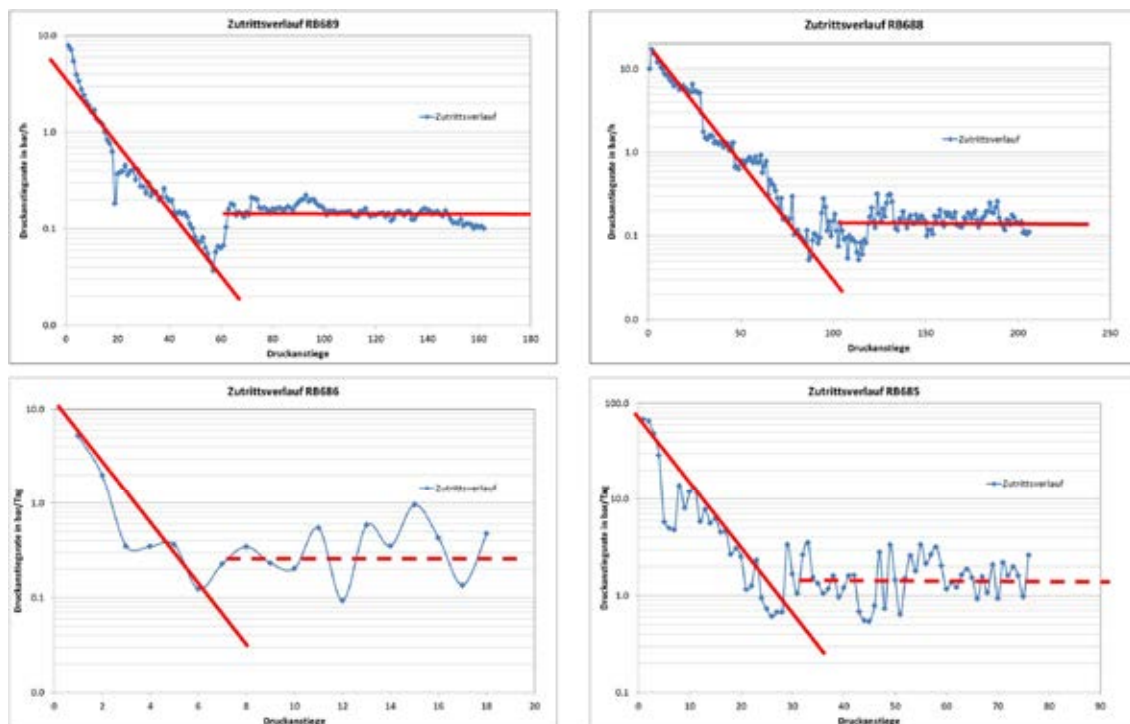 Zutrittsverlauf RB689
Druckanstiegsrate in bar/h
10.0
1.0
0.1
0.0
Zutrittsverlauf
0 20 40 60 80 100 120 140 160 180
Druckanstiege
Zutrittsverlauf RB688
Druckanstiegsrate in bar/h
10.0
1.0
0.1
0.0
Zutrittsverlauf
0 50 100 150 200 250
Druckanstiege
Zutrittsverlauf RB686
Druckanstiegsrate in bar/Tag
10.0
1.0
0.1
0.0
Zutrittsverlauf
0 2 4 6 8 10 12 14 16 18 20
Druckanstiege
Zutrittsverlauf RB685
Druckanstiegsrate in bar/Tag
100.0
10.0
1.0
0.1
Zutrittsverlauf
0 10 20 30 40 50 60 70 80 90
Druckanstiege